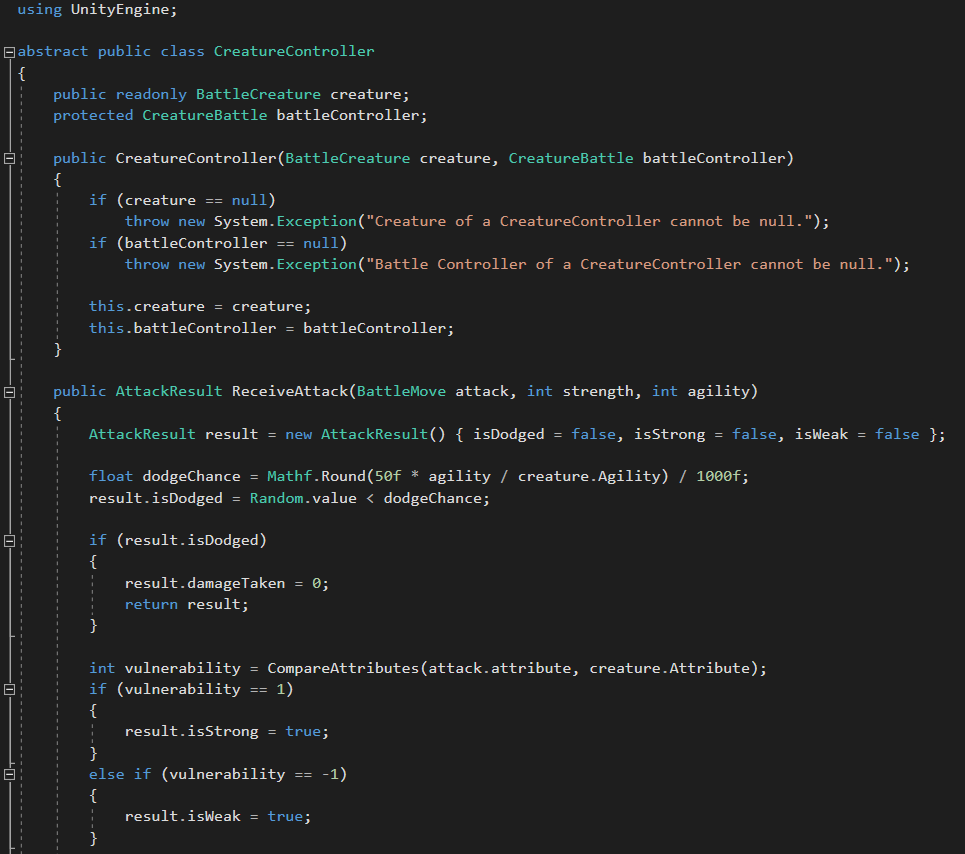 using UnityEngine;

abstract public class CreatureController
{
    public readonly BattleCreature creature;
    protected CreatureBattle battleController;

    public CreatureController(BattleCreature creature, CreatureBattle battleController)
    {
        if (creature == null)
            throw new System.Exception("Creature of a CreatureController cannot be null.");
        if (battleController == null)
            throw new System.Exception("Battle Controller of a CreatureController cannot be null.");

        this.creature = creature;
        this.battleController = battleController;
    }

    public AttackResult ReceiveAttack(BattleMove attack, int strength, int agility)
    {
        AttackResult result = new AttackResult() { isDodged = false, isStrong = false, isWeak = false };

        float dodgeChance = Mathf.Round(50f * agility / creature.Agility) / 1000f;
        result.isDodged = Random.value < dodgeChance;

        if (result.isDodged)
        {
            result.damageTaken = 0;
            return result;
        }

        int vulnerability = CompareAttributes(attack.attribute, creature.Attribute);
        if (vulnerability == 1)
        {
            result.isStrong = true;
        }
        else if (vulnerability == -1)
        {
            result.isWeak = true;
        }